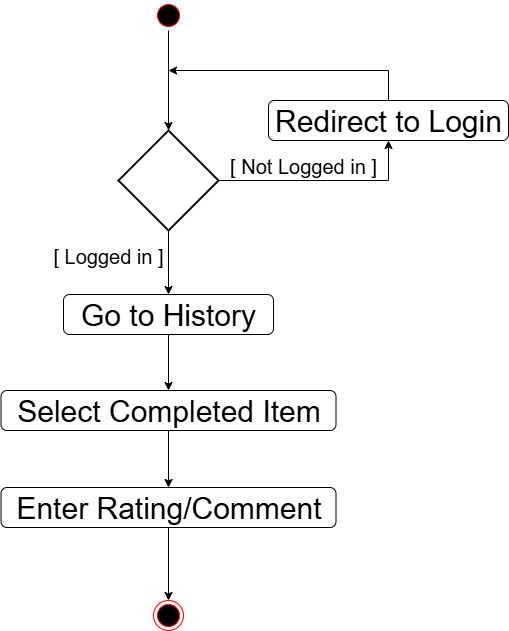 Redirect to Login
[ Not Logged in ]
[ Logged in ]
Go to History
Select Completed Item
Enter Rating/Comment